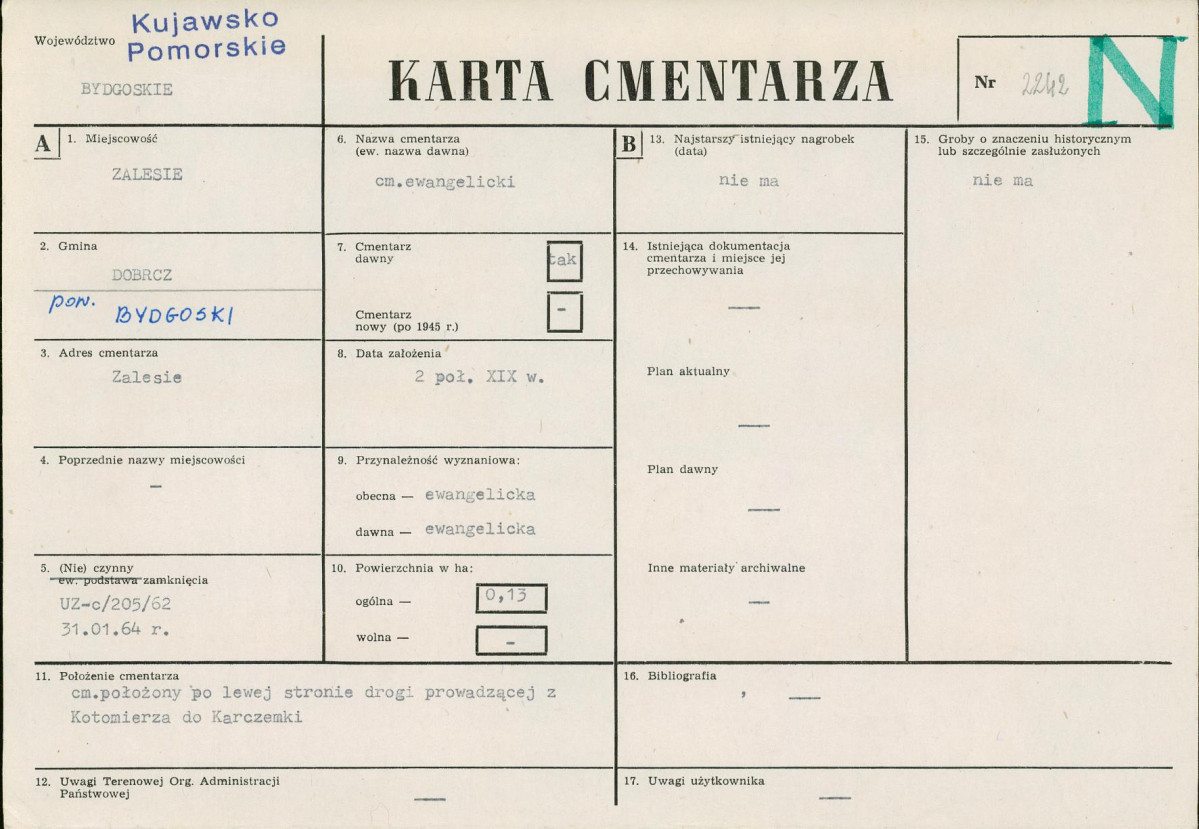 Województwo
Kujawsko
Pomorskie
BYDGOSKIE
KARTA CMENTARZA
Nr 2242
N
A
1. Miejscowość
ZALESIE
2. Gmina
DOBRCZ
pow. BYDGOSKI
3. Adres cmentarza
Zalesie
4. Poprzednie nazwy miejscowości
–
5. (Nie) czynny
ew. podstawa zamknięcia
UZ-c/205/62
31.01.64 r.
6. Nazwa cmentarza
(ew. nazwa dawna)
cm.ewangelicki
7. Cmentarz
dawny
tak
Cmentarz
nowy (po 1945 r.)
-
8. Data założenia
2 poł. XIX w.
9. Przynależność wyznaniowa:
obecna — ewangelicka
dawna — ewangelicka
10. Powierzchnia w ha:
ogólna — 0,13
wolna — -
11. Położenie cmentarza
cm.położony po lewej stronie drogi prowadzącej z
Kotomierza do Karczemki
12. Uwagi Terenowej Org. Administracji
Państwowej
—
B
13. Najstarszy istniejący nagrobek
(data)
nie ma
14. Istniejąca dokumentacja
cmentarza i miejsce jej
przechowywania
—
Plan aktualny
—
Plan dawny
—
Inne materiały archiwalne
—
15. Groby o znaczeniu historycznym
lub szczególnie zasłużonych
nie ma
16. Bibliografia
, —
17. Uwagi użytkownika
—